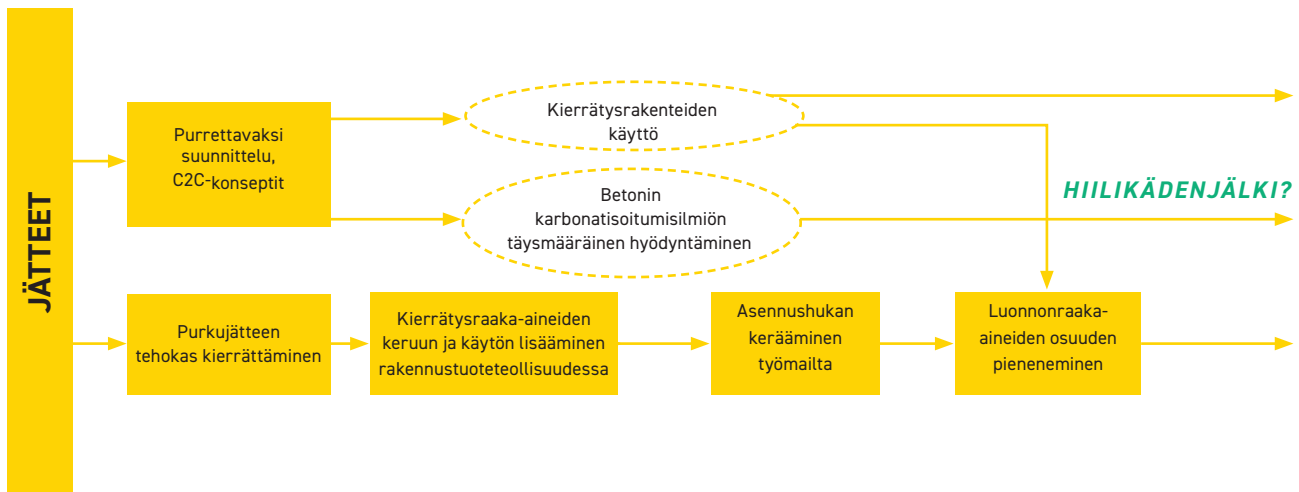 JÄTTEET
Purrettavaksi
suunnittelu,
C2C-konseptit
Kierrätysrakenteiden
käyttö
Betonin
karbonatisoitumisilmiön
täysmääräinen hyödyntäminen
HIILIKÄDENJÄLKI?
Purkujätteen
tehokas kierrättäminen
Kierrätysraaka-aineiden
keruun ja käytön lisääminen
rakennustuoteteollisuudessa
Asennushukan
kerääminen
työmailta
Luonnonraaka-
aineiden osuuden
pieneneminen